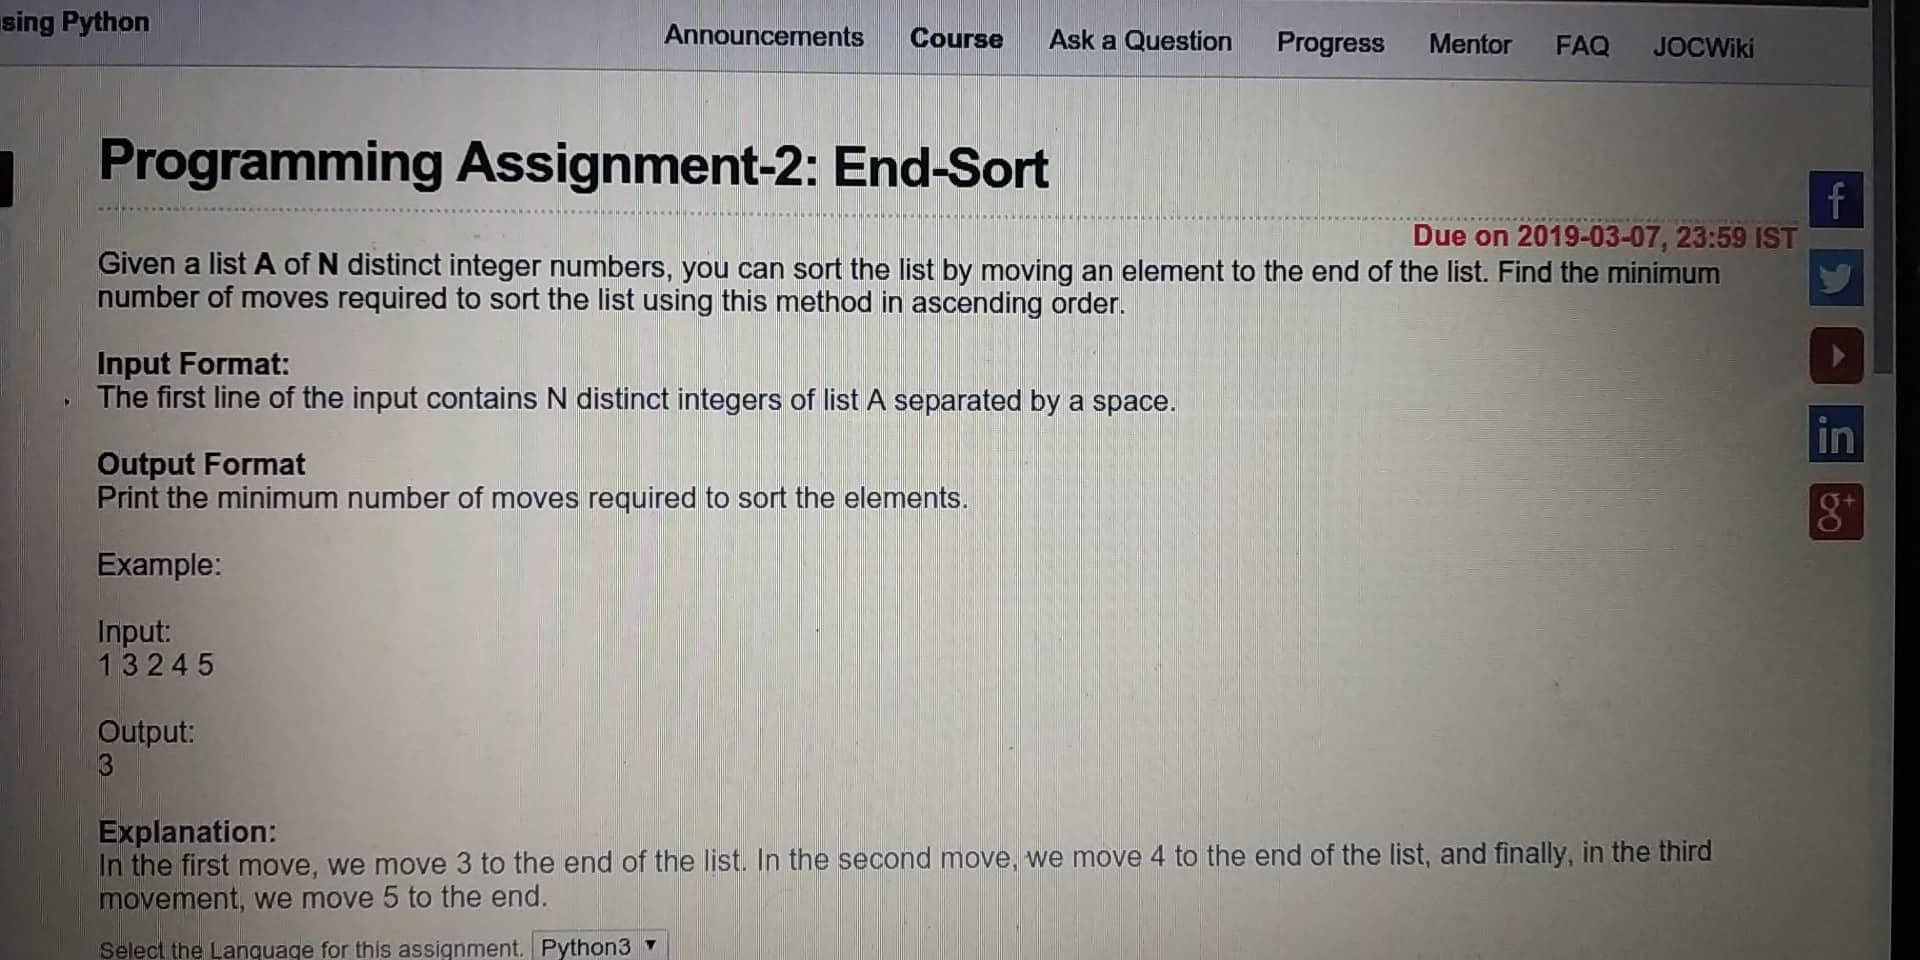 sing Python
Announcements Course Ask a Question Progress Mentor FAQ JOCWiki
Programming Assignment-2: End-Sort
Due on 2019-03-07, 23:59 IST
Given a list A of N distinct integer numbers, you can sort the list by moving an element to the end of the list. Find the minimum
number of moves required to sort the list using this method in ascending order.
Input Format:
The first line of the input contains N distinct integers of list A separated by a space.
Output Format
Print the minimum number of moves required to sort the elements.
Example:
Input:
1 3 2 4 5
Output:
3
Explanation:
In the first move, we move 3 to the end of the list. In the second move, we move 4 to the end of the list, and finally, in the third
movement, we move 5 to the end.
Select the Language for this assignment. Python3
f
in
g+